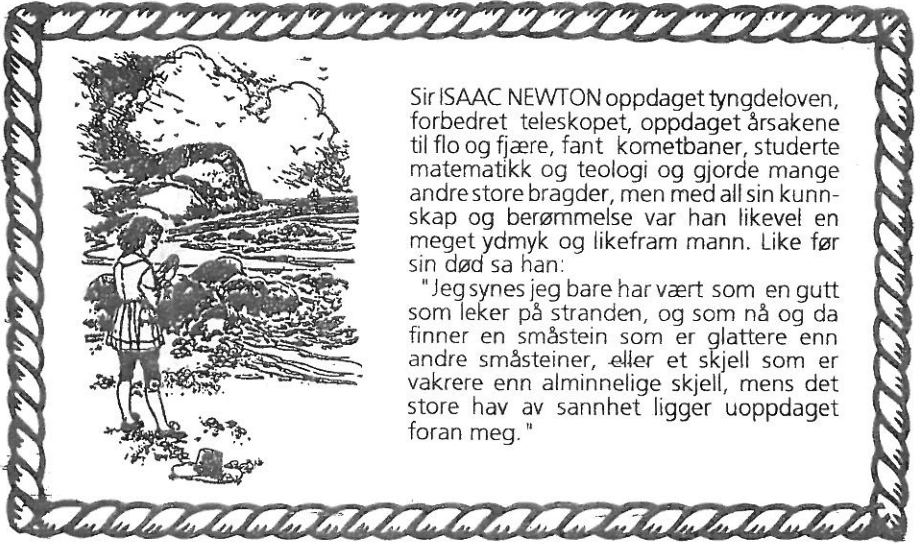 Sir ISAAC NEWTON oppdaget tyngdeloven,
forbedret teleskopet, oppdaget årsakene
til flo og fjære, fant kometbaner, studerte
matematikk og teologi og gjorde mange
andre store bragder, men med all sin kunn-
skap og berømmelse var han likevel en
meget ydmyk og likefram mann. Like før
sin død sa han:
"Jeg synes jeg bare har vært som en gutt
som leker på stranden, og som nå og da
finner en småstein som er glattere enn
andre småsteiner, eller et skjell som er
vakrere enn alminnelige skjell, mens det
store hav av sannhet ligger uoppdaget
foran meg."